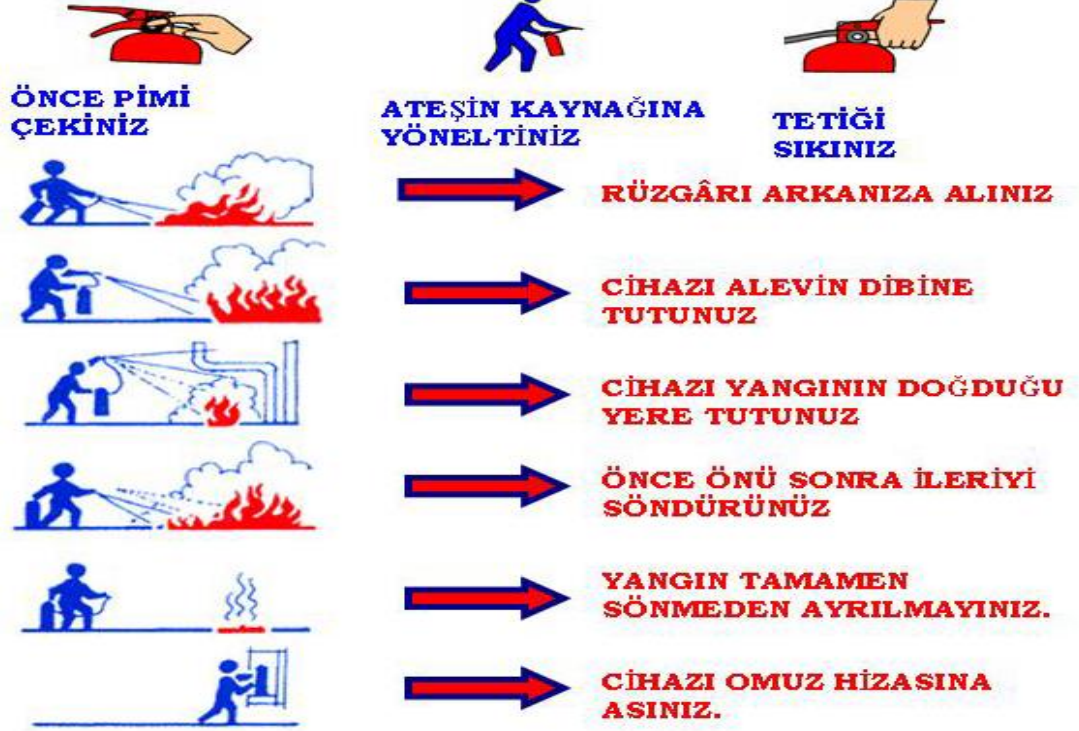 ÖNCE PİMİ
ÇEKİNİZ
ATEŞİN KAYNAĞINA
YÖNELTİNİZ
TETİĞİ
SIKINIZ
RÜZGÂRI ARKANIZA ALINIZ
CİHAZI ALEVİN DİBİNE
TUTUNUZ
CİHAZI YANGININ DOĞDUĞU
YERE TUTUNUZ
ÖNCE ÖNÜ SONRA İLERİYİ
SÖNDÜRÜNÜZ
YANGIN TAMAMEN
SÖNMEDEN AYRILMAYINIZ.
CİHAZI OMUZ HİZASINA
ASINIZ.